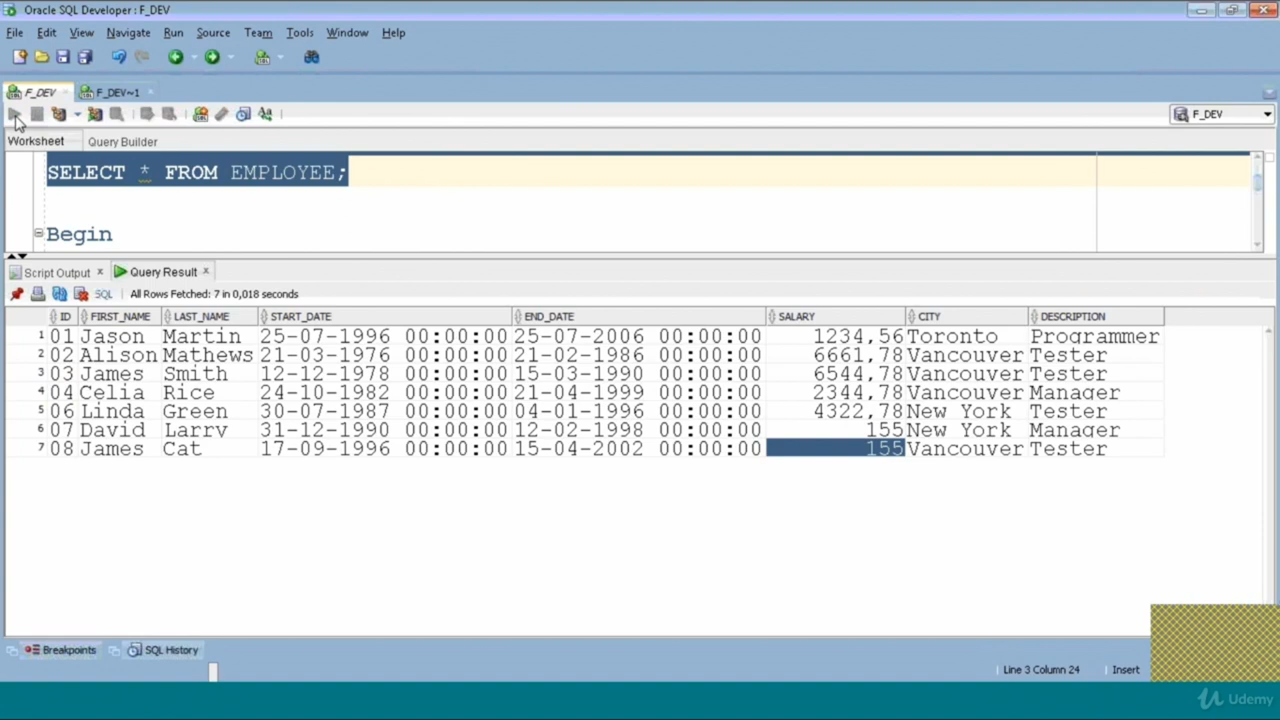 Oracle SQL Developer : F_DEV
File Edit View Navigate Run Source Team Tools Window Help
F_DEV F_DEV~1
F_DEV
Worksheet Query Builder
SELECT * FROM EMPLOYEE;
Begin
Script Output Query Result
SQL All Rows Fetched: 7 in 0,018 seconds
ID FIRST_NAME LAST_NAME START_DATE END_DATE SALARY CITY DESCRIPTION
1 01 Jason Martin 25-07-1996 00:00:00 25-07-2006 00:00:00 1234,56 Toronto Programmer
2 02 Alison Mathews 21-03-1976 00:00:00 21-02-1986 00:00:00 6661,78 Vancouver Tester
3 03 James Smith 12-12-1978 00:00:00 15-03-1990 00:00:00 6544,78 Vancouver Tester
4 04 Celia Rice 24-10-1982 00:00:00 21-04-1999 00:00:00 2344,78 Vancouver Manager
5 06 Linda Green 30-07-1987 00:00:00 04-01-1996 00:00:00 4322,78 New York Tester
6 07 David Larry 31-12-1990 00:00:00 12-02-1998 00:00:00 155 New York Manager
7 08 James Cat 17-09-1996 00:00:00 15-04-2002 00:00:00 155 Vancouver Tester
Breakpoints SQL History
Line 3 Column 24 Insert
Udemy